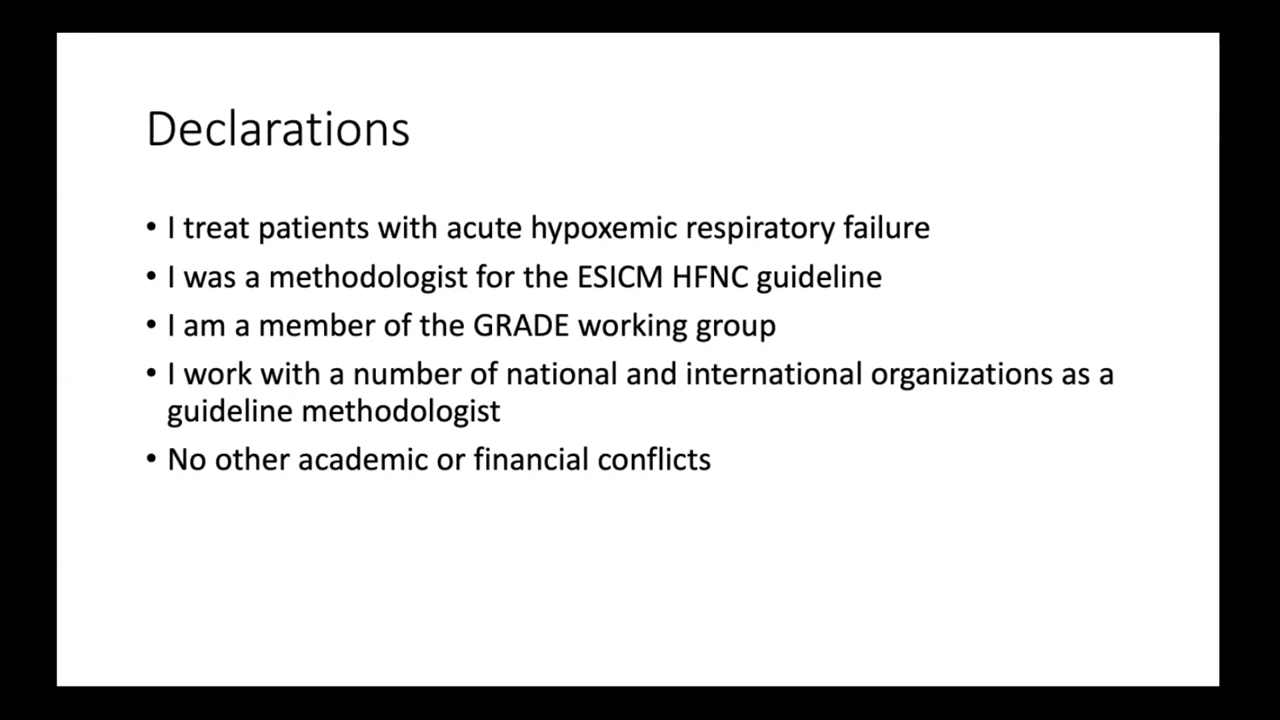 Declarations
• I treat patients with acute hypoxemic respiratory failure
• I was a methodologist for the ESICM HFNC guideline
• I am a member of the GRADE working group
• I work with a number of national and international organizations as a
guideline methodologist
• No other academic or financial conflicts